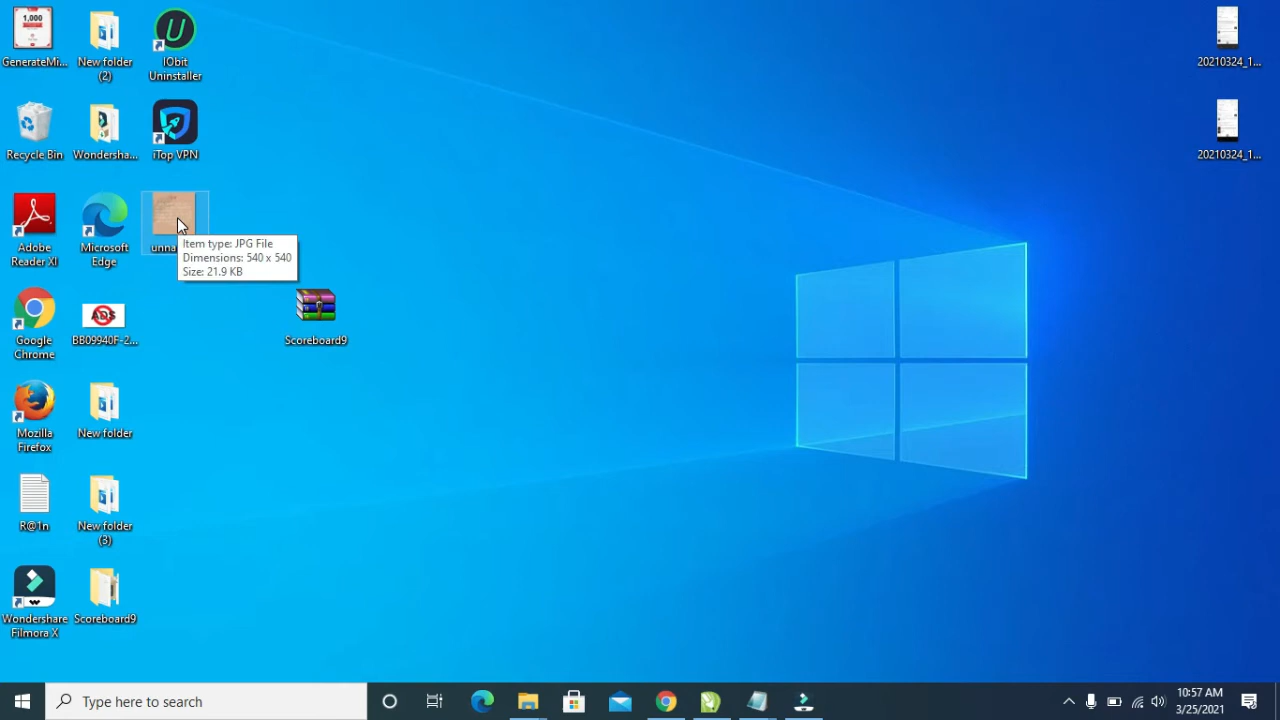 1,000
GenerateMi...
New folder
(2)
U
IObit
Uninstaller
20210324_1...
Recycle Bin
Wondersha...
iTop VPN
20210324_1...
Adobe
Reader XI
Microsoft
Edge
Item type: JPG File
Dimensions: 540 x 540
Size: 21.9 KB
Google
Chrome
ADS
BB09940F-2...
Scoreboard9
Mozilla
Firefox
New folder
R@1n
New folder
(3)
Wondershare
Filmora X
Scoreboard9
Type here to search
10:57 AM
3/25/2021